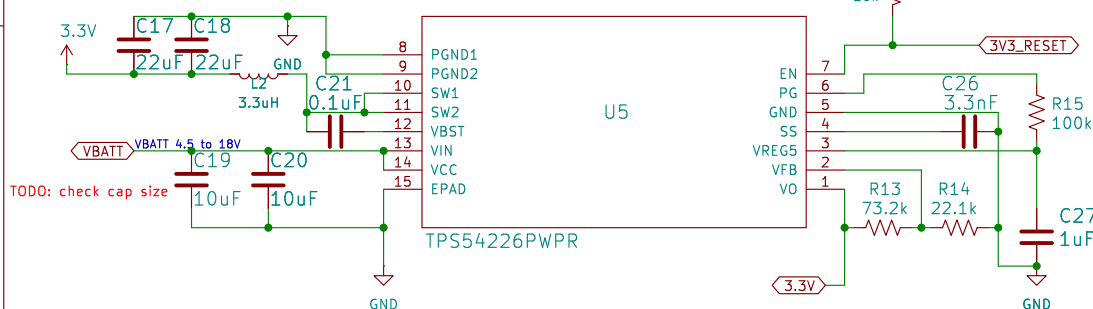 3.3V
C17
C18
22uF
22uF
GND
L2
3.3uH
C21
0.1uF
VBATT
VBATT 4.5 to 18V
C19
C20
10uF
10uF
TODO: check cap size
GND
8
9
10
11
12
13
14
15
PGND1
PGND2
SW1
SW2
VBST
VIN
VCC
EPAD
U5
TPS54226PWPR
EN
PG
GND
SS
VREG5
VFB
VO
7
6
5
4
3
2
1
3V3_RESET
C26
3.3nF
R15
100k
R13
73.2k
R14
22.1k
C27
1uF
3.3V
GND